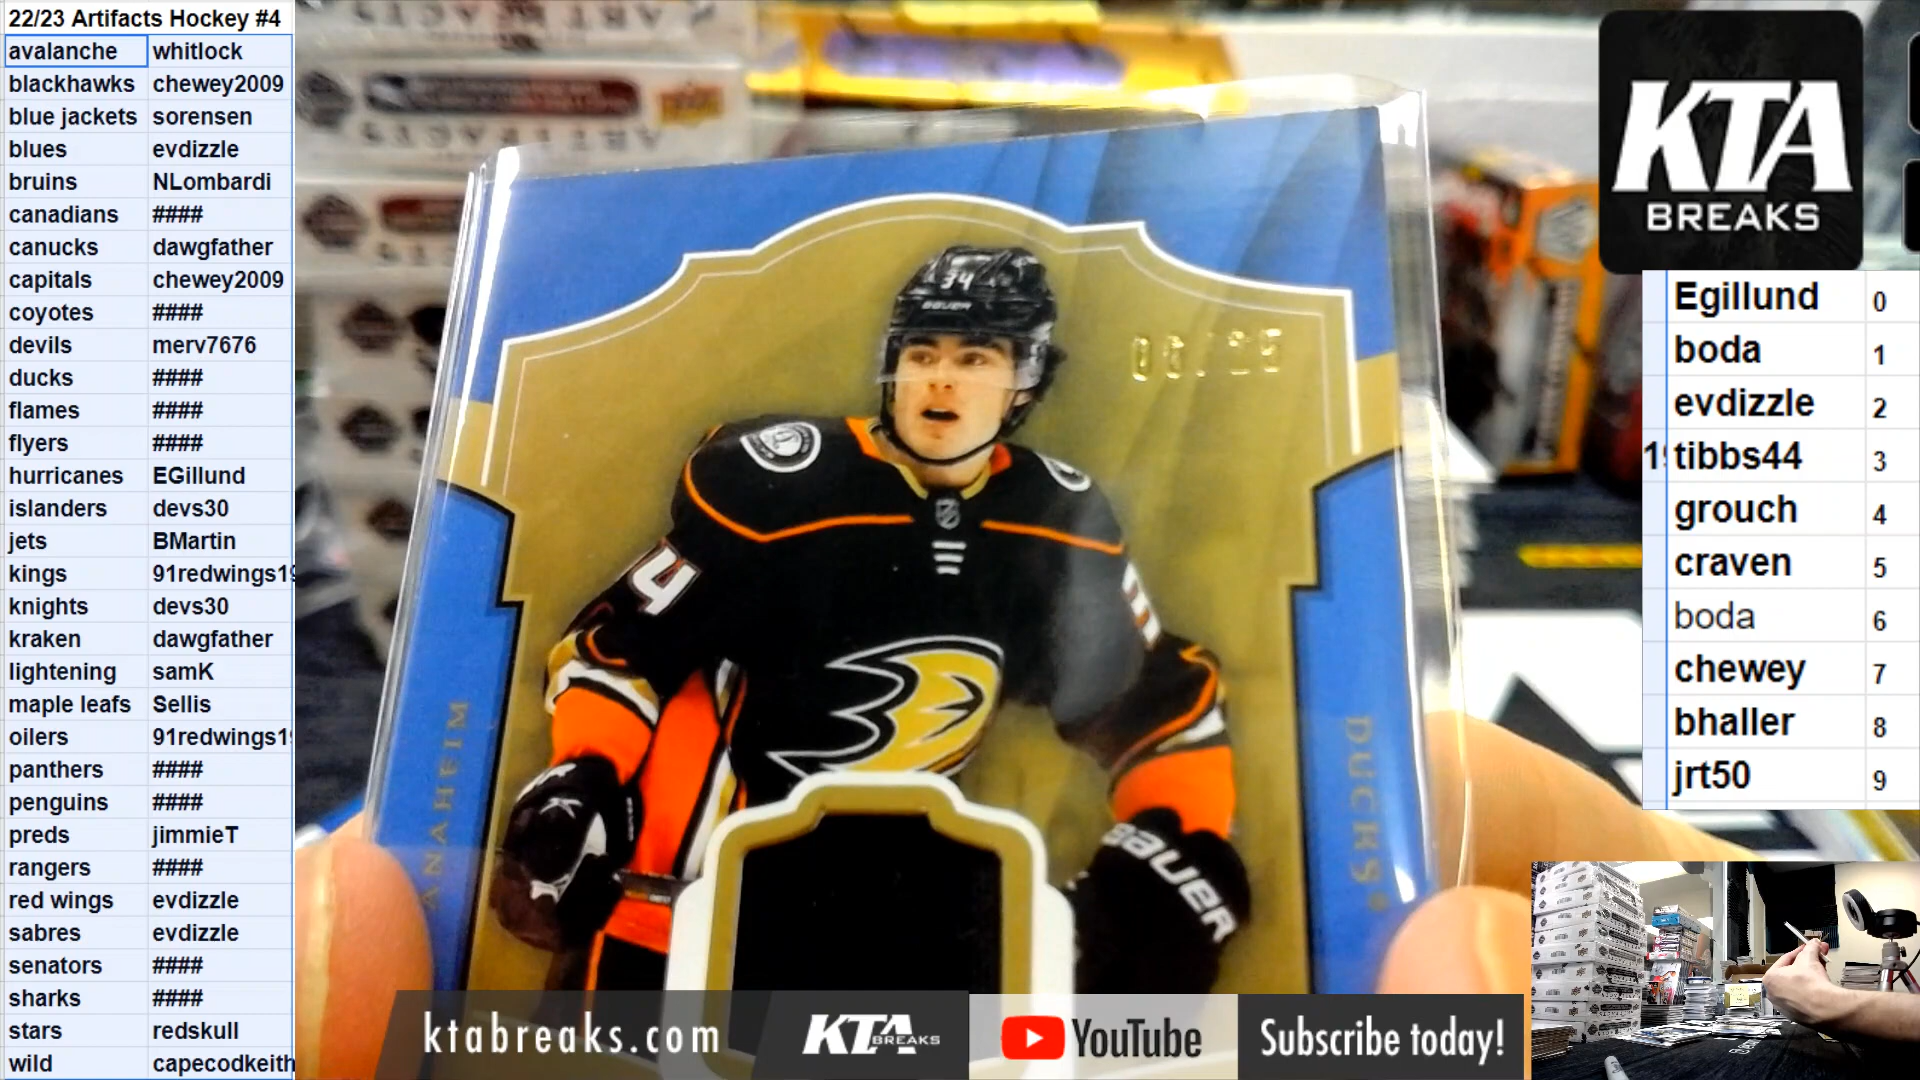 22/23 Artifacts Hockey #4
avalanche whitlock
blackhawks chewey2009
blue jackets sorensen
blues evdizzle
bruins NLombardi
canadians ####
canucks dawgfather
capitals chewey2009
coyotes ####
devils merv7676
ducks ####
flames ####
flyers ####
hurricanes EGillund
islanders devs30
jets BMartin
kings 91redwings19
knights devs30
kraken dawgfather
lightening samK
maple leafs Sellis
oilers 91redwings19
panthers ####
penguins ####
preds jimmieT
rangers ####
red wings evdizzle
sabres evdizzle
senators ####
sharks ####
stars redskull
wild capecodkeith
34
BAUER
4
ANAHEIM
DUCKS
BAUER
KTA
BREAKS
Egillund 0
boda 1
evdizzle 2
tibbs44 3
grouch 4
craven 5
boda 6
chewey 7
bhaller 8
jrt50 9
ktabreaks.com
KTA BREAKS
YouTube
Subscribe today!